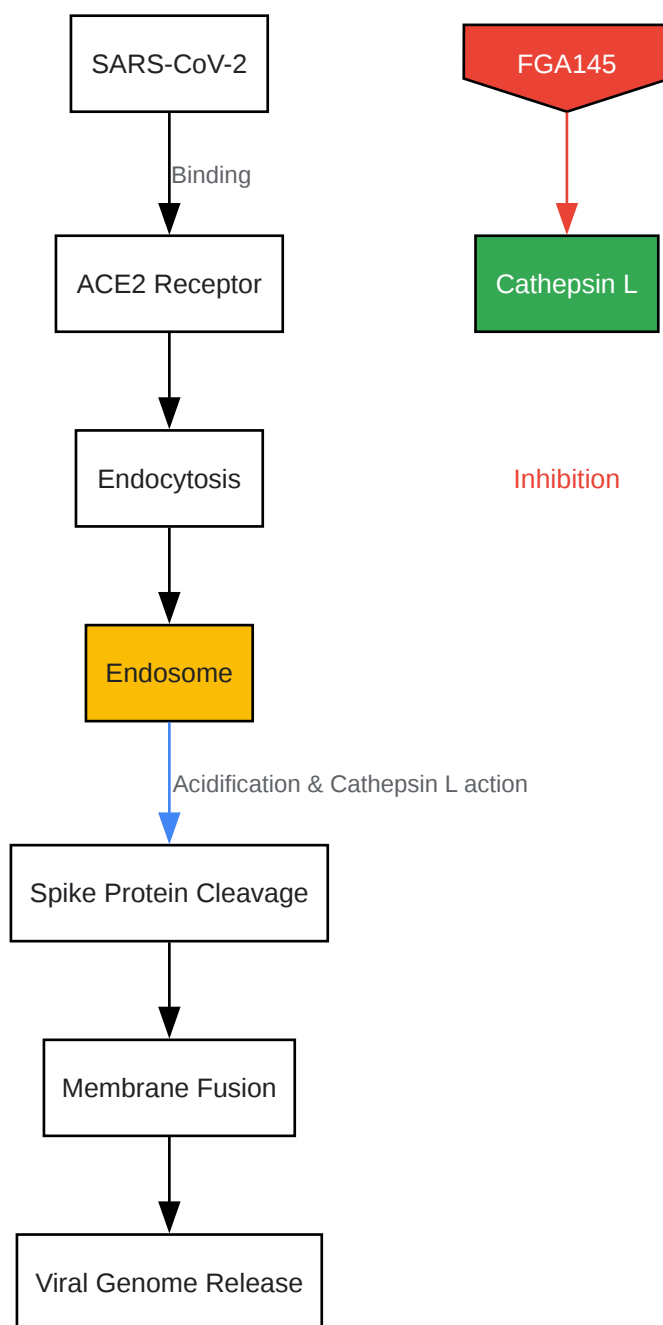 SARS-CoV-2
FGA145
Binding
ACE2 Receptor
Cathepsin L
Endocytosis
Inhibition
Endosome
Acidification & Cathepsin L action
Spike Protein Cleavage
Membrane Fusion
Viral Genome Release